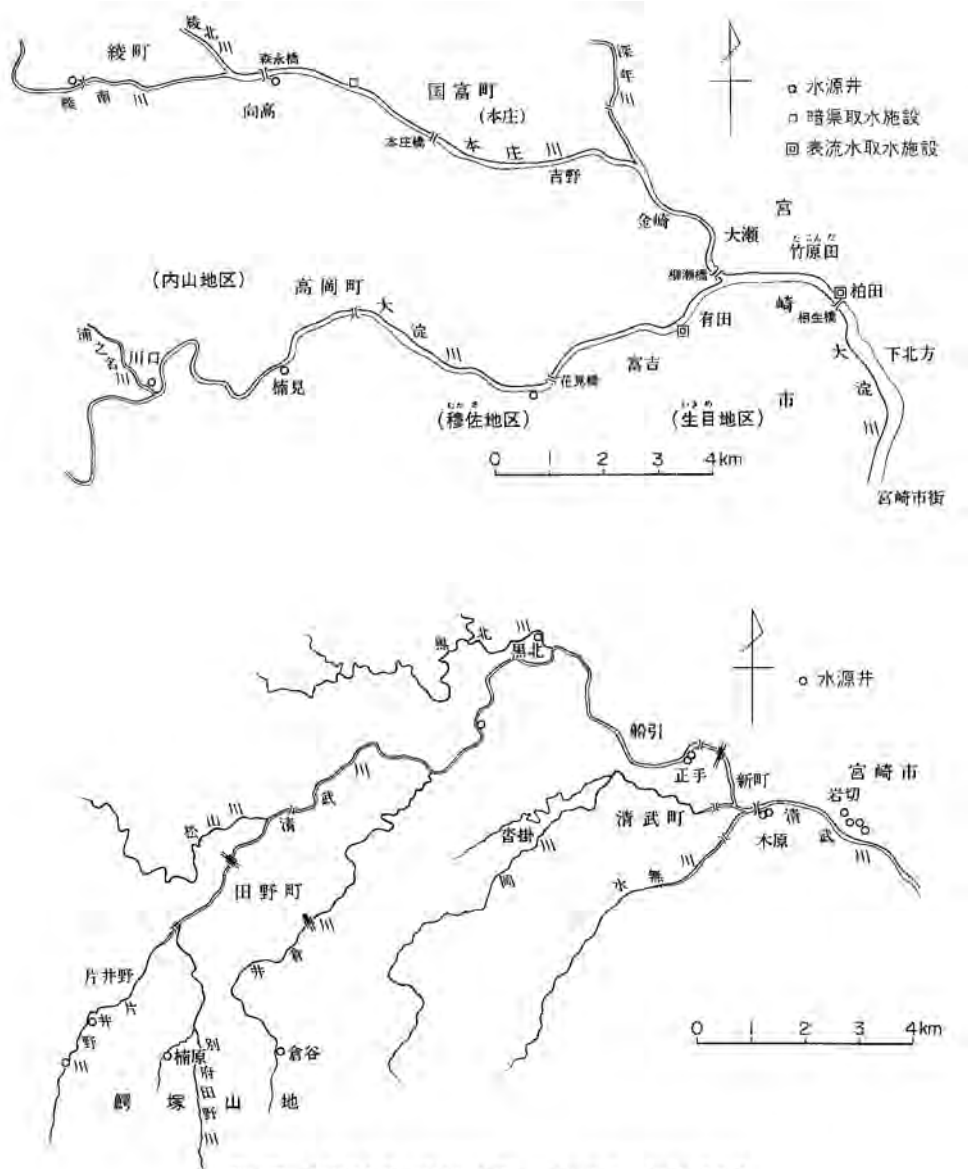 綾北川
綾町
森永橋
綾南川
向高
国富町
(本庄)
深年川
本庄橋
本庄川
吉野
金崎
大瀬
宮崎市
たこんだ
竹原田
柳瀬橋
柏田
相生橋
有田
大淀川
下北方
宮崎市街
(内山地区)
高岡町
大淀川
浦之名川
川口
楠見
花見橋
富吉
むかさ
(穆佐地区)
いきめ
(生目地区)
水源井
暗渠取水施設
表流水取水施設
0 1 2 3 4km
黒北川
黒北
水源井
船引
正手
新町
宮崎市
岩切
清武町
木原
清武川
沓掛
岡川
水無川
清武川
松山川
田野町
井倉川
片井野
片井野川
楠原
別府田野川
倉谷
鰐塚山地
0 1 2 3 4km